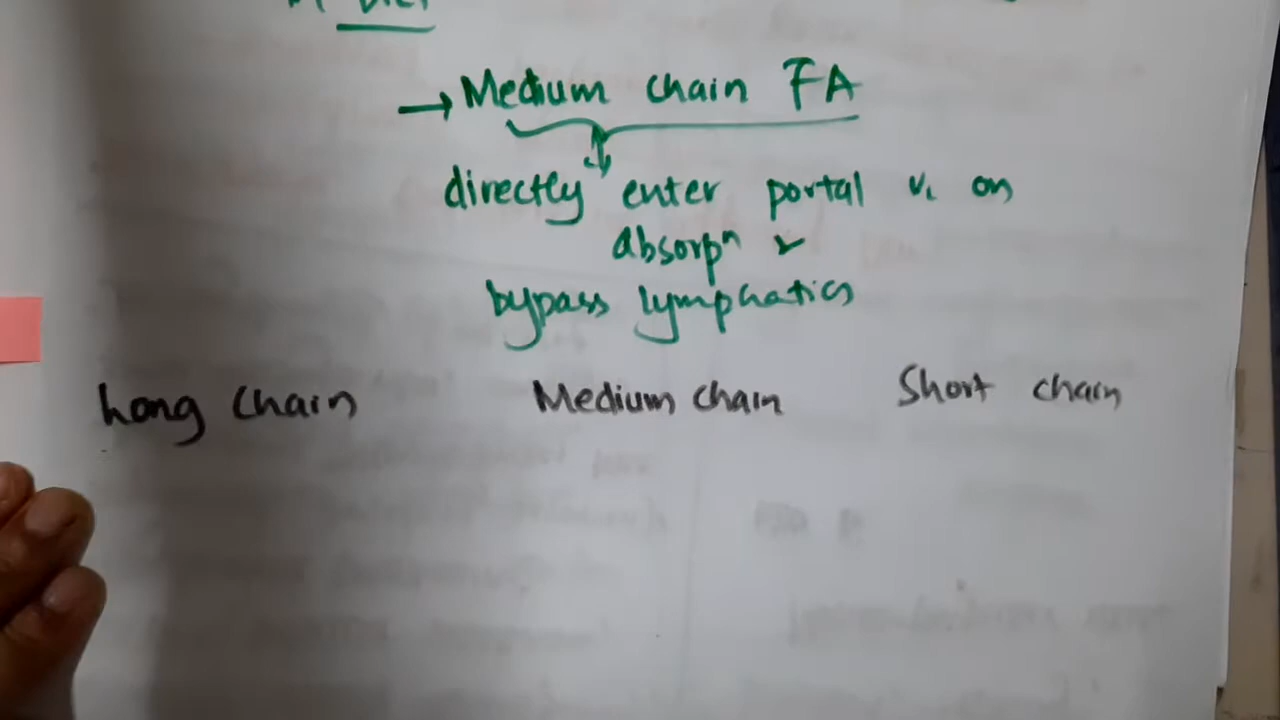 → Medium chain FA
directly enter portal v. on
absorpⁿ
bypass lymphatics
Long chain
Medium chain
Short chain